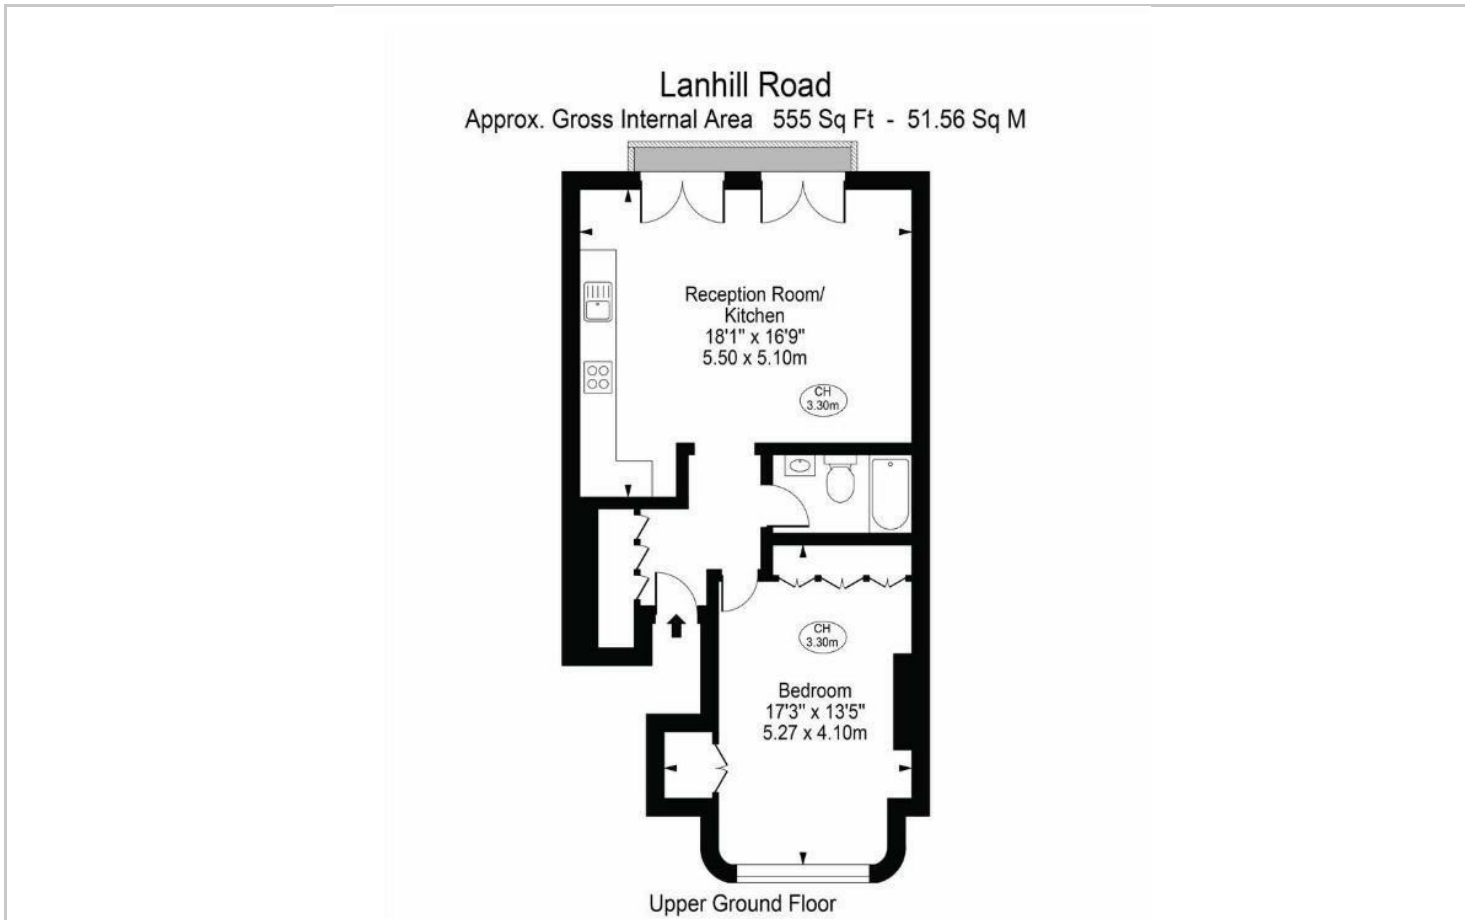 Lanhill Road
Approx. Gross Internal Area 555 Sq Ft - 51.56 Sq M
Reception Room/
Kitchen
18'1" x 16'9"
5.50 x 5.10m
CH
3.30m
CH
3.30m
Bedroom
17'3" x 13'5"
5.27 x 4.10m
Upper Ground Floor